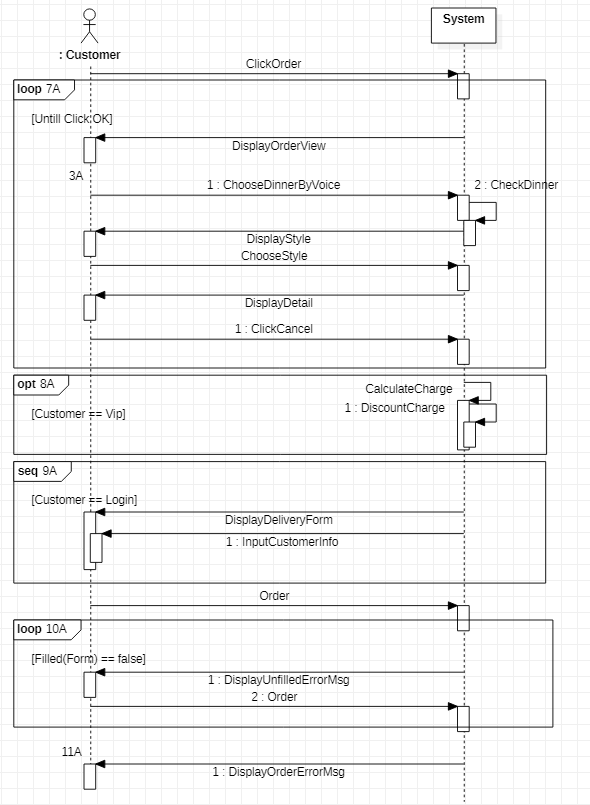 System
: Customer
ClickOrder
loop 7A
[Untill Click OK]
DisplayOrderView
3A
1 : ChooseDinnerByVoice
2 : CheckDinner
DisplayStyle
ChooseStyle
DisplayDetail
1 : ClickCancel
opt 8A
CalculateCharge
1 : DiscountCharge
[Customer == Vip]
seq 9A
[Customer == Login]
DisplayDeliveryForm
1 : InputCustomerInfo
Order
loop 10A
[Filled(Form) == false]
1 : DisplayUnfilledErrorMsg
2 : Order
11A
1 : DisplayOrderErrorMsg